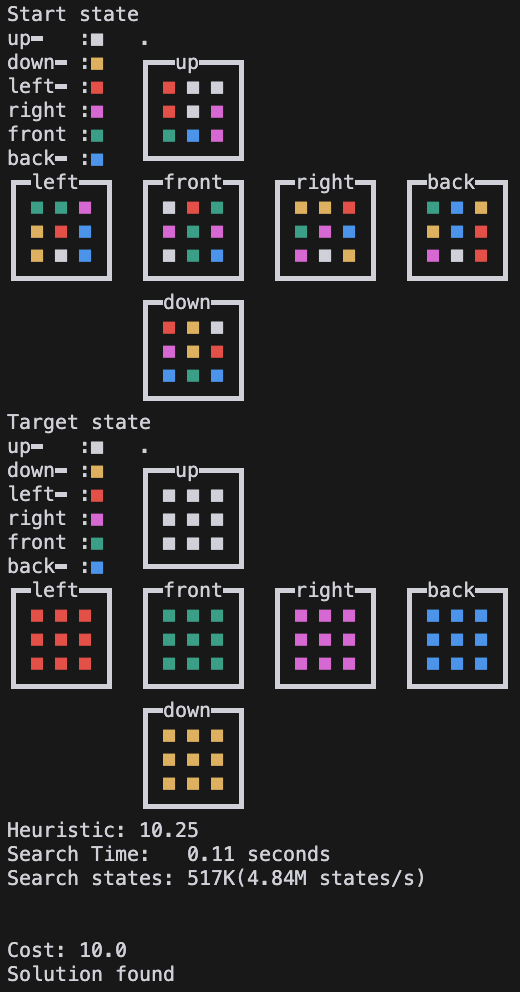 Start state
up- :■ .
down- :■ up
left- :■
right :■
front :■
back- :■
left front right back
down
Target state
up- :■ .
down- :■ up
left- :■
right :■
front :■
back- :■
left front right back
down
Heuristic: 10.25
Search Time: 0.11 seconds
Search states: 517K(4.84M states/s)
Cost: 10.0
Solution found